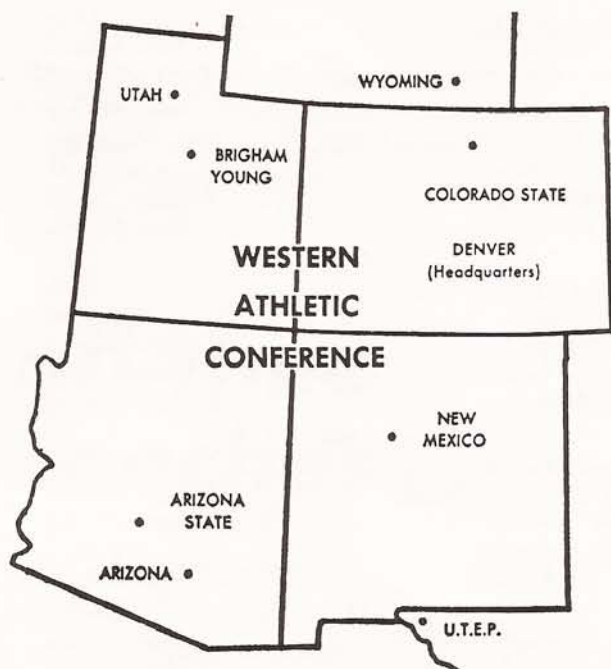 UTAH
WYOMING
BRIGHAM
YOUNG
COLORADO STATE
DENVER
(Headquarters)
WESTERN
ATHLETIC
CONFERENCE
NEW
MEXICO
ARIZONA
STATE
ARIZONA
U.T.E.P.